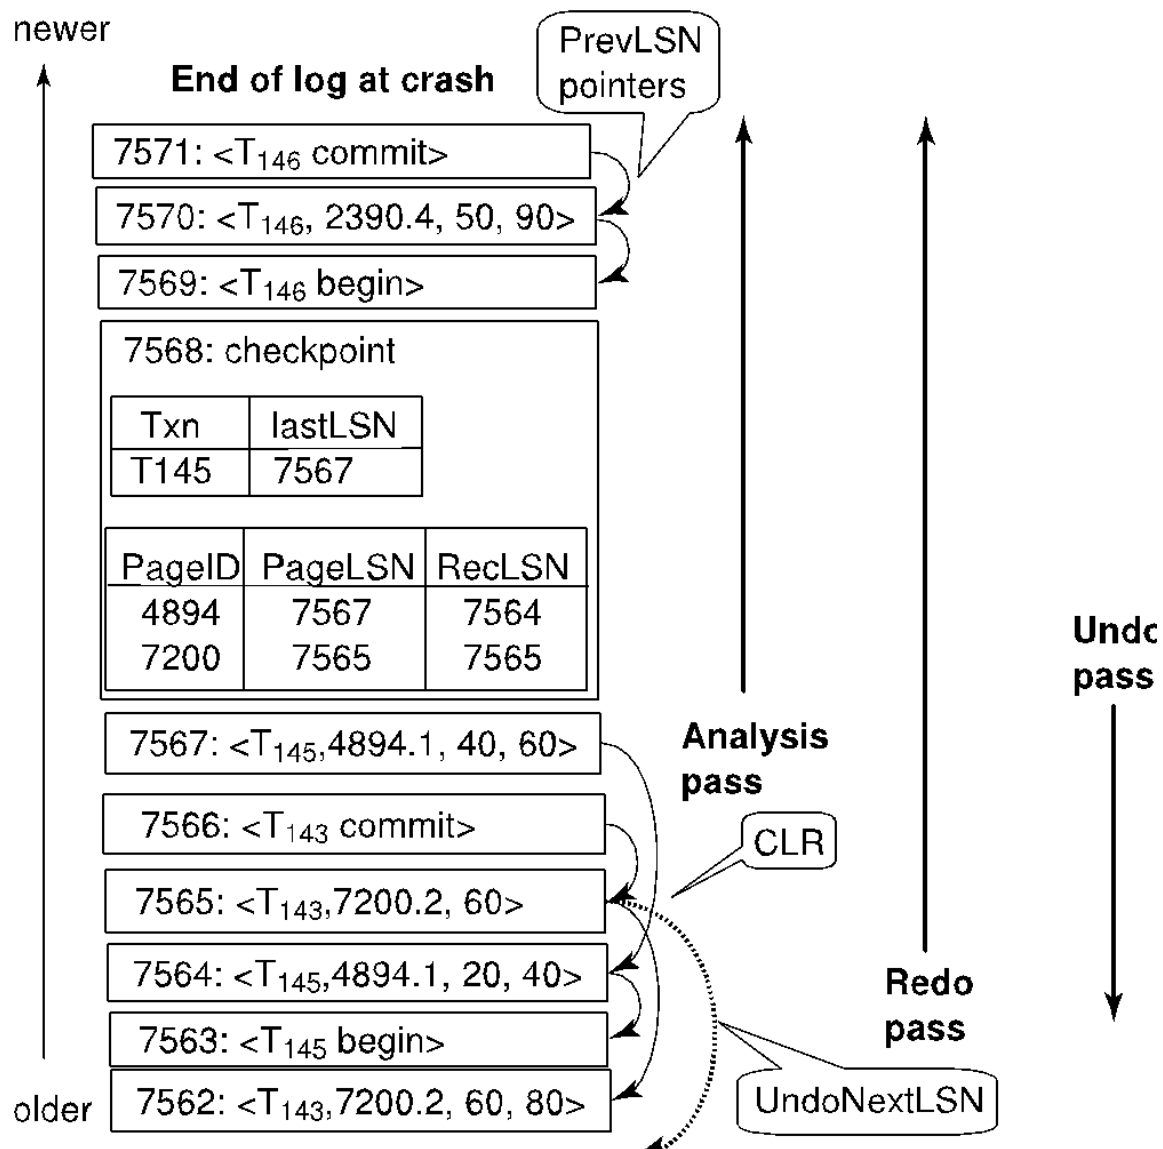 newer
PrevLSN
pointers
End of log at crash
7571: <T146 commit>
7570: <T146, 2390.4, 50, 90>
7569: <T146 begin>
7568: checkpoint
Txn lastLSN
T145 7567
PageID PageLSN RecLSN
4894 7567 7564
7200 7565 7565
Undo
pass
7567: <T145,4894.1, 40, 60>
Analysis
pass
7566: <T143 commit>
CLR
7565: <T143,7200.2, 60>
7564: <T145,4894.1, 20, 40>
Redo
pass
7563: <T145 begin>
older
7562: <T143,7200.2, 60, 80>
UndoNextLSN